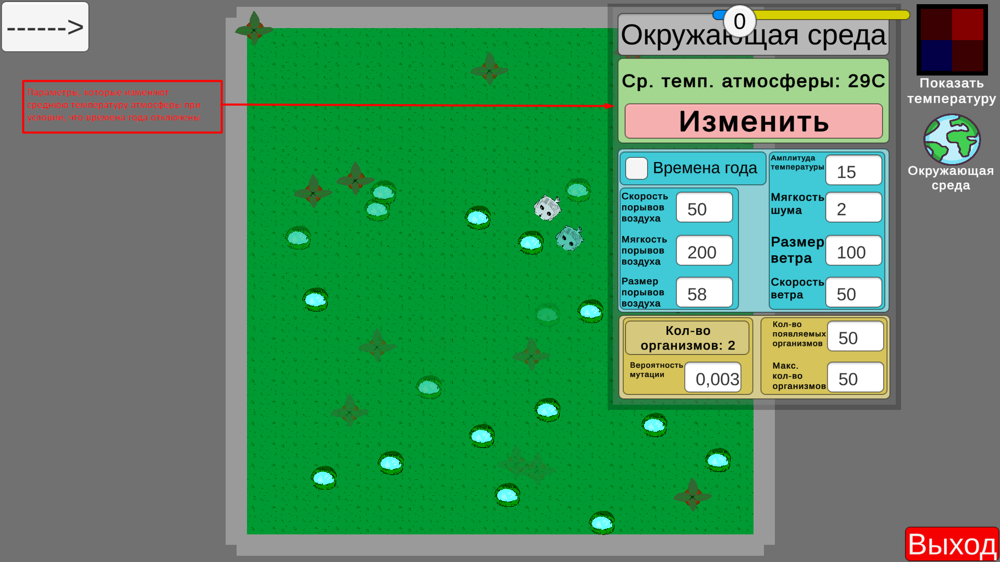 ------>
Параметры, которые изменяют
среднюю температуру атмосферы при
условии, что времена года отключены
0
Окружающая среда
Ср. темп. атмосферы: 29С
Изменить
Времена года
Скорость
порывов
воздуха
50
Мягкость
порывов
воздуха
200
Размер
порывов
воздуха
58
Амплитуда
температуры
15
Мягкость
шума
2
Размер
ветра
100
Скорость
ветра
50
Кол-во
организмов: 2
Вероятность
мутации
0,003
Кол-во
появляемых
организмов
50
Макс.
кол-во
организмов
50
Показать
температуру
Окружающая
среда
Выход